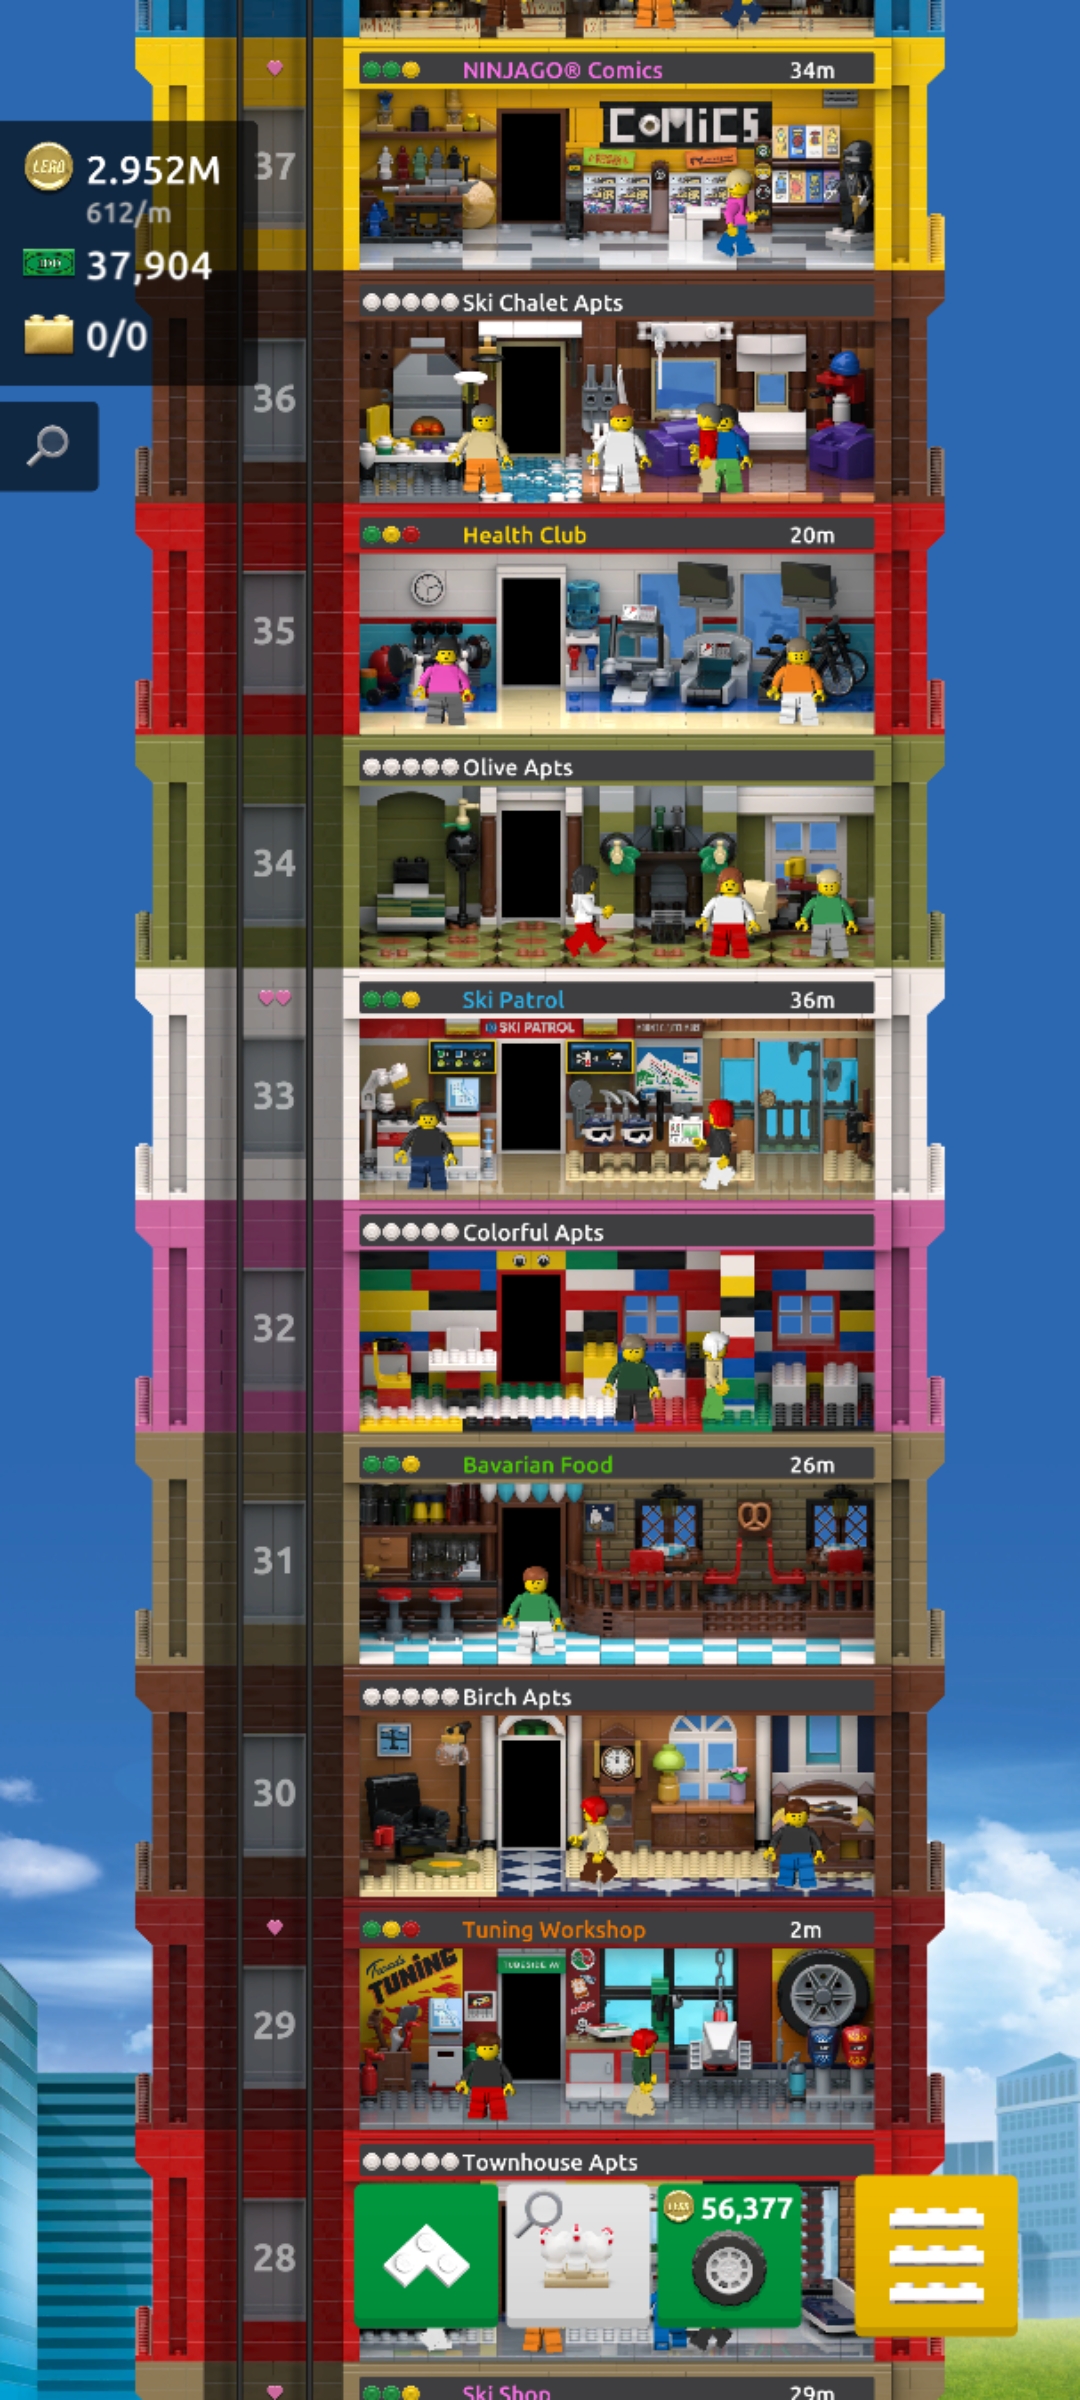 NINJAGO® Comics 34m
COMiCS
37
LEGO 2.952M
612/m
37,904
0/0
Ski Chalet Apts
36
Health Club 20m
35
Olive Apts
34
Ski Patrol 36m
SKI PATROL
33
Colorful Apts
32
Bavarian Food 26m
31
Birch Apts
30
Tuning Workshop 2m
TUNING
29
Townhouse Apts
LEGO 56,377
28
Ski Shop 29m